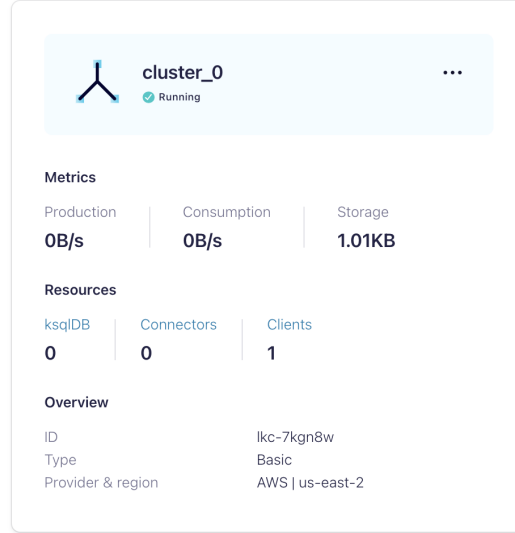 cluster_0
Running
Metrics
Production Consumption Storage
0B/s 0B/s 1.01KB
Resources
ksqlDB Connectors Clients
0 0 1
Overview
ID lkc-7kgn8w
Type Basic
Provider & region AWS | us-east-2